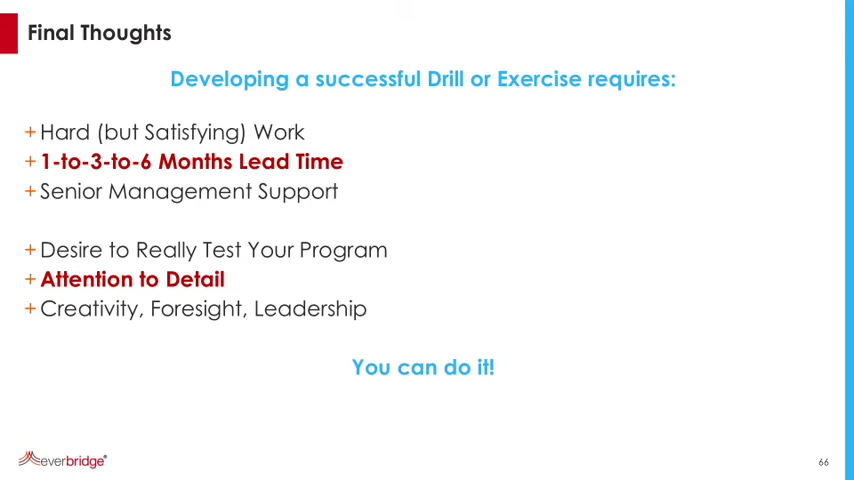 Final Thoughts
Developing a successful Drill or Exercise requires:
+ Hard (but Satisfying) Work
+ 1-to-3-to-6 Months Lead Time
+ Senior Management Support
+ Desire to Really Test Your Program
+ Attention to Detail
+ Creativity, Foresight, Leadership
You can do it!
everbridge®
66